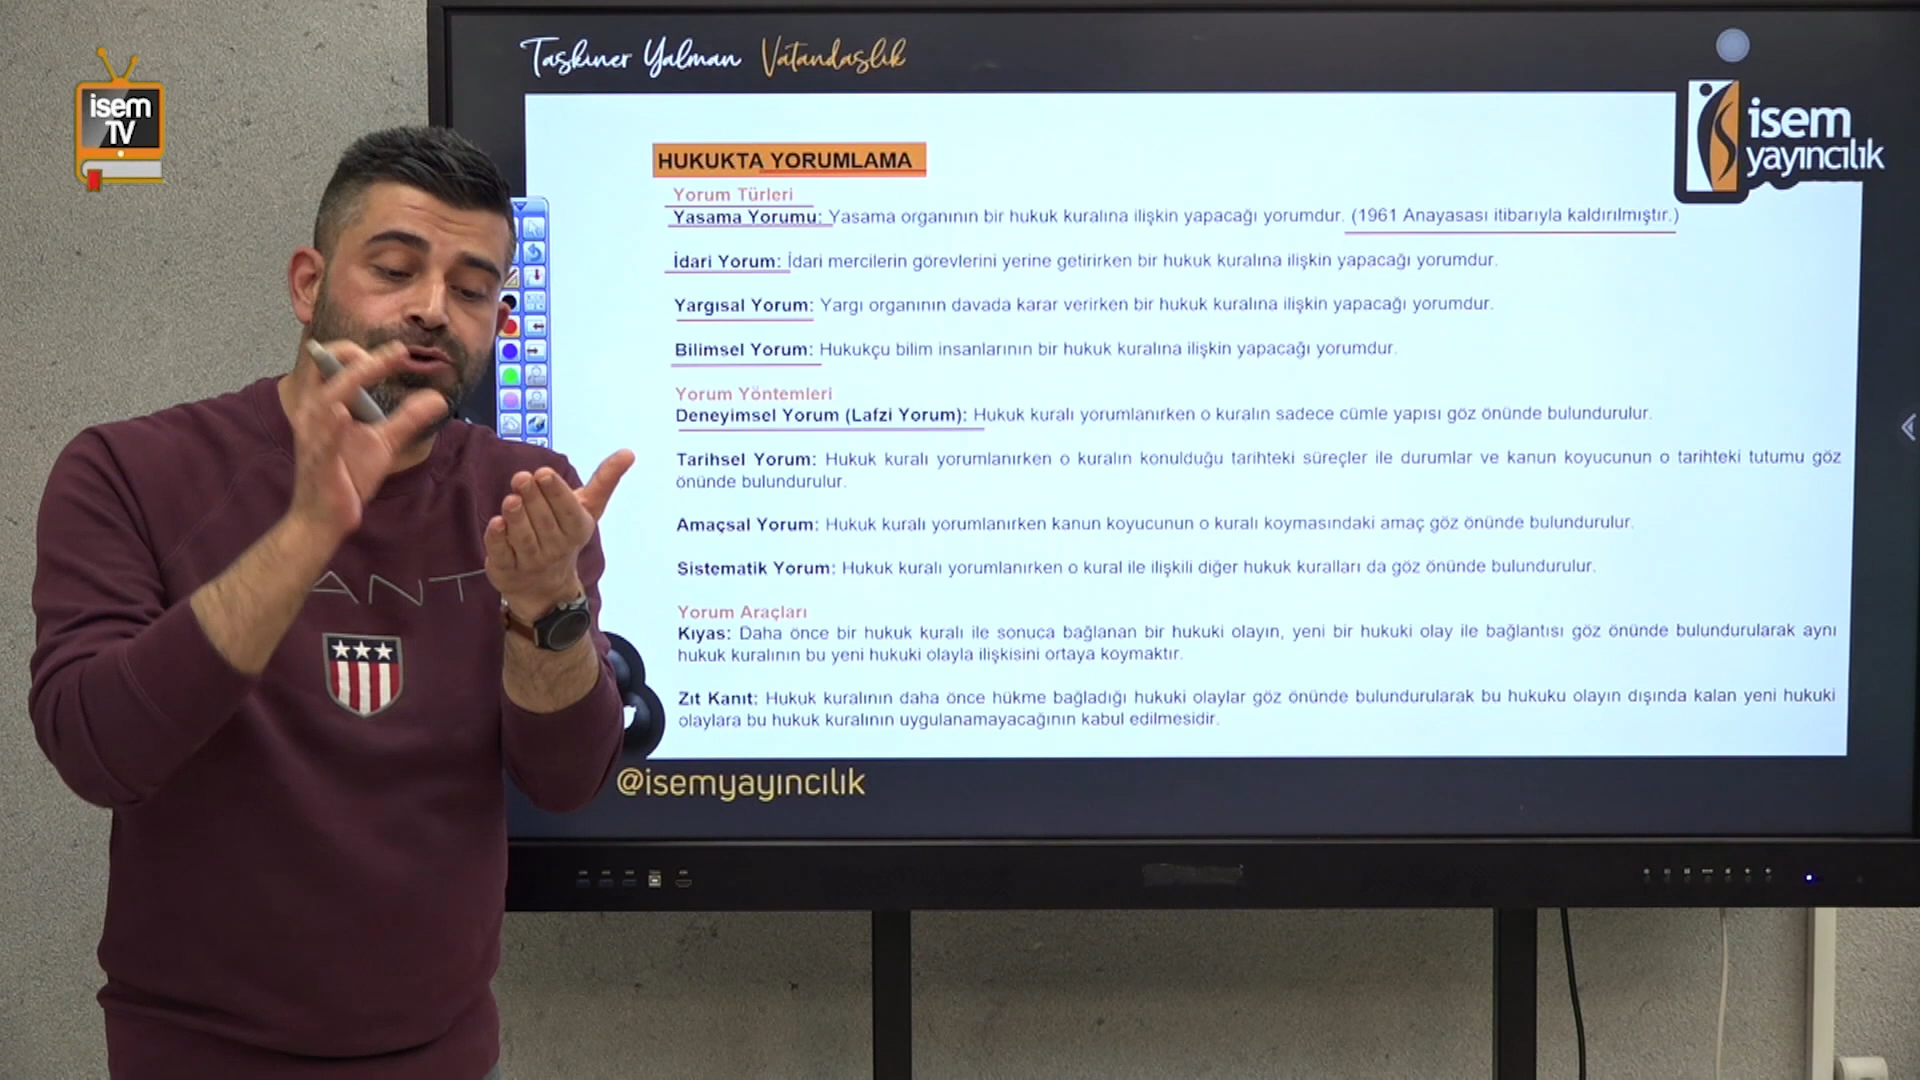 Taşkıner Yalman Vatandaşlık
isem
TV
isem
yayıncılık
HUKUKTA YORUMLAMA
Yorum Türleri
Yasama Yorumu: Yasama organının bir hukuk kuralına ilişkin yapacağı yorumdur. (1961 Anayasası itibarıyla kaldırılmıştır.)
İdari Yorum: İdari mercilerin görevlerini yerine getirirken bir hukuk kuralına ilişkin yapacağı yorumdur.
Yargısal Yorum: Yargı organının davada karar verirken bir hukuk kuralına ilişkin yapacağı yorumdur.
Bilimsel Yorum: Hukukçu bilim insanlarının bir hukuk kuralına ilişkin yapacağı yorumdur.
Yorum Yöntemleri
Deneyimsel Yorum (Lafzi Yorum): Hukuk kuralı yorumlanırken o kuralın sadece cümle yapısı göz önünde bulundurulur.
Tarihsel Yorum: Hukuk kuralı yorumlanırken o kuralın konulduğu tarihteki süreçler ile durumlar ve kanun koyucunun o tarihteki tutumu göz
önünde bulundurulur.
Amaçsal Yorum: Hukuk kuralı yorumlanırken kanun koyucunun o kuralı koymasındaki amaç göz önünde bulundurulur.
Sistematik Yorum: Hukuk kuralı yorumlanırken o kural ile ilişkili diğer hukuk kuralları da göz önünde bulundurulur.
Yorum Araçları
Kıyas: Daha önce bir hukuk kuralı ile sonuca bağlanan bir hukuki olayın, yeni bir hukuki olay ile bağlantısı göz önünde bulundurularak aynı
hukuk kuralının bu yeni hukuki olayla ilişkisini ortaya koymaktır.
Zıt Kanıt: Hukuk kuralının daha önce hükme bağladığı hukuki olaylar göz önünde bulundurularak bu hukuku olayın dışında kalan yeni hukuki
olaylara bu hukuk kuralının uygulanamayacağının kabul edilmesidir.
@isemyayıncılık
ANT